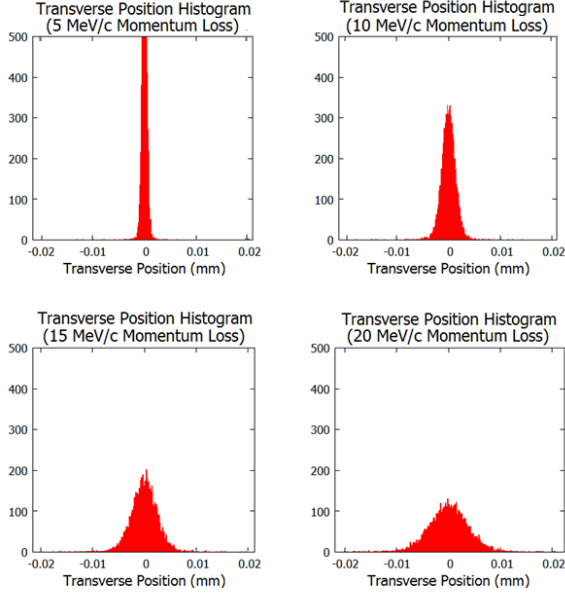 Transverse Position Histogram
(5 MeV/c Momentum Loss)
500
400
300
200
100
0
-0.02 -0.01 0 0.01 0.02
Transverse Position (mm)
Transverse Position Histogram
(10 MeV/c Momentum Loss)
500
400
300
200
100
0
-0.02 -0.01 0 0.01 0.02
Transverse Position (mm)
Transverse Position Histogram
(15 MeV/c Momentum Loss)
500
400
300
200
100
0
-0.02 -0.01 0 0.01 0.02
Transverse Position (mm)
Transverse Position Histogram
(20 MeV/c Momentum Loss)
500
400
300
200
100
0
-0.02 -0.01 0 0.01 0.02
Transverse Position (mm)